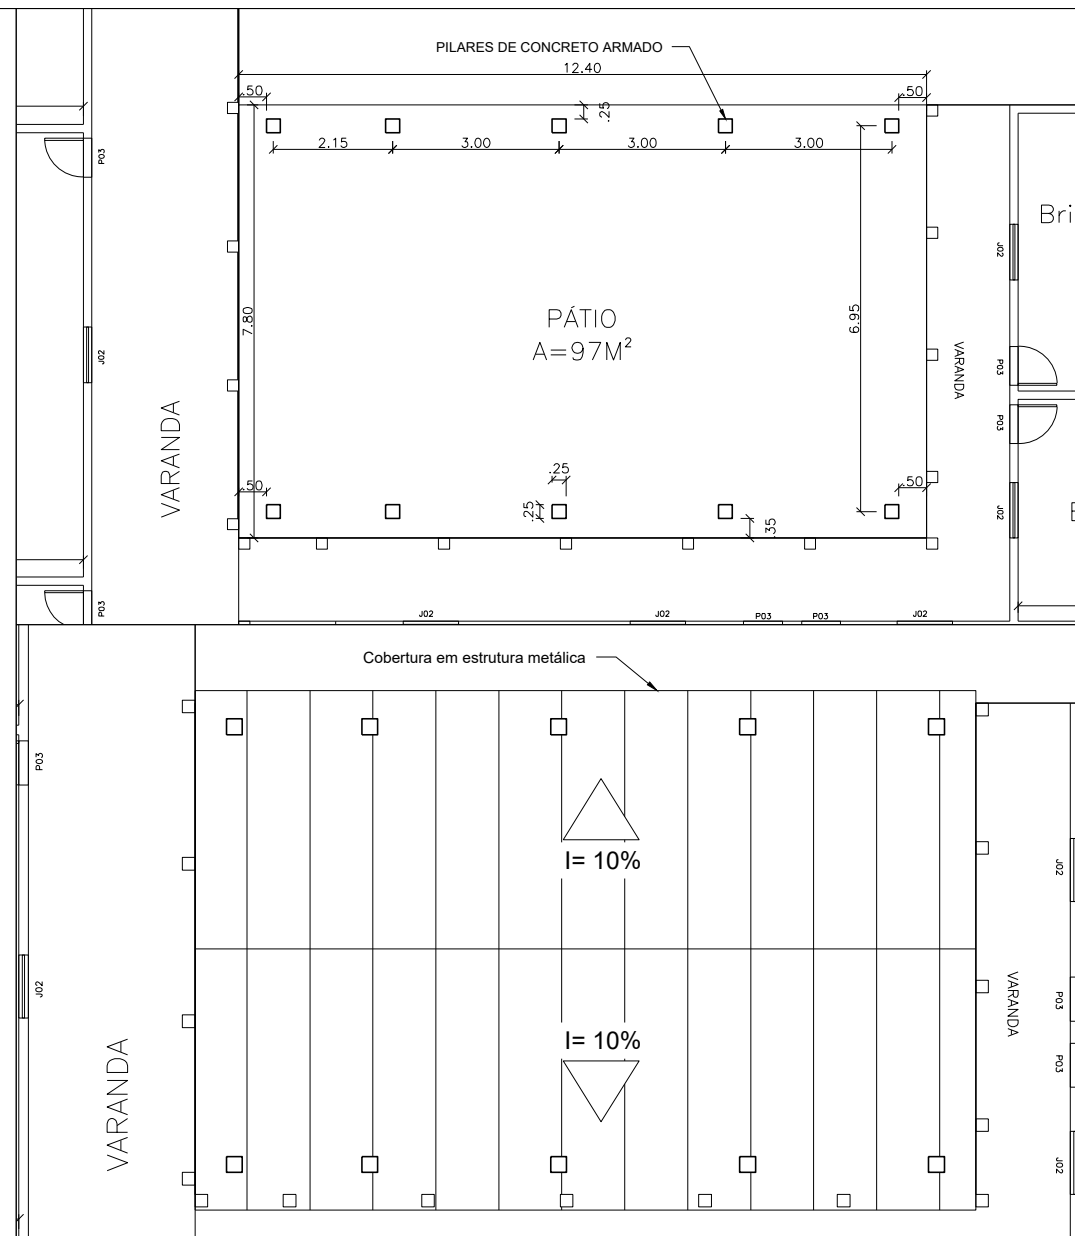 PILARES DE CONCRETO ARMADO
12.40
.50
.50
.25
2.15
3.00
3.00
3.00
P03
Bri
J02
7.80
PÁTIO
A=97M²
6.95
J02
VARANDA
P03
VARANDA
P03
.25
.50
.50
.25
.35
J02
P03
J02
J02
P03
P03
J02
Cobertura em estrutura metálica
P03
I= 10%
J02
J02
VARANDA
P03
I= 10%
P03
VARANDA
J02